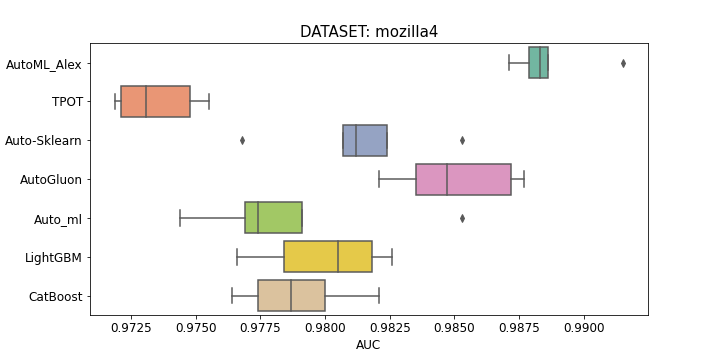 DATASET: mozilla4
AutoML_Alex
TPOT
Auto-Sklearn
AutoGluon
Auto_ml
LightGBM
CatBoost
0.9725 0.9750 0.9775 0.9800 0.9825 0.9850 0.9875 0.9900
AUC